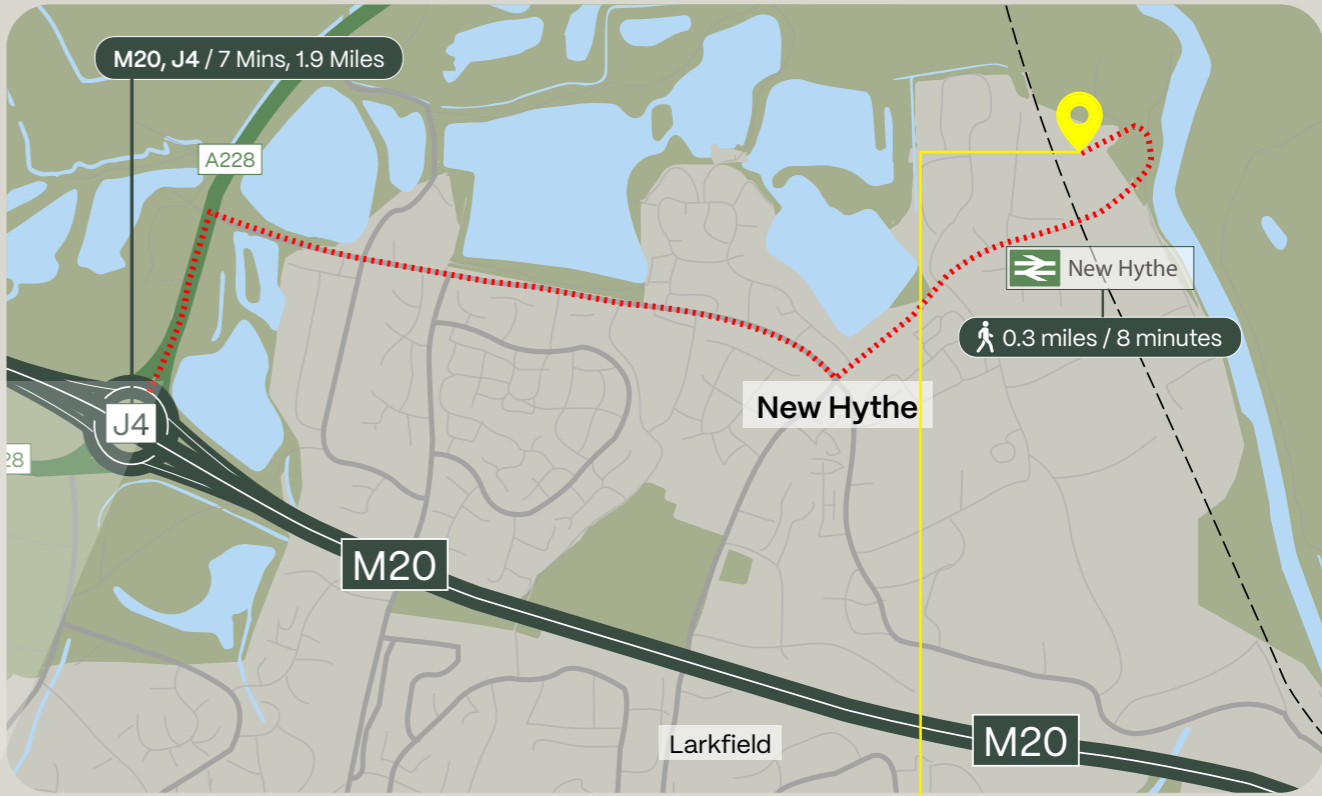 M20, J4 / 7 Mins, 1.9 Miles
A228
New Hythe
0.3 miles / 8 minutes
New Hythe
J4
28
M20
Larkfield
M20